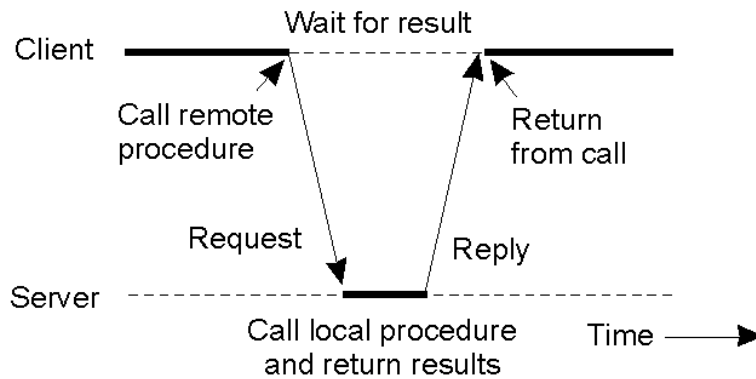 Wait for result
Client
Call remote
procedure
Return
from call
Request
Reply
Server
Call local procedure
and return results
Time